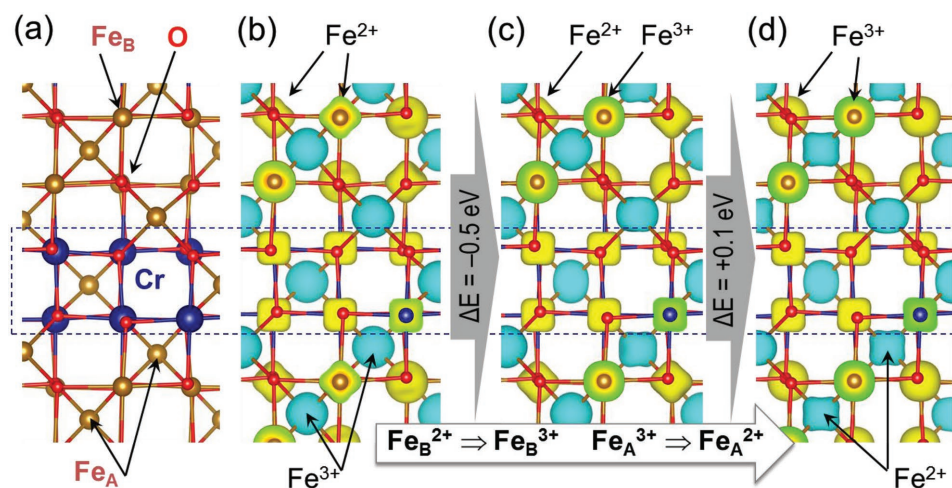 (a)
(b)
(c)
(d)
Fe_B
O
Fe²⁺
Fe²⁺ Fe³⁺
Fe³⁺
Cr
ΔE = –0.5 eV
ΔE = +0.1 eV
Fe_B²⁺ ⇒ Fe_B³⁺ Fe_A³⁺ ⇒ Fe_A²⁺
Fe_A
Fe³⁺
Fe²⁺